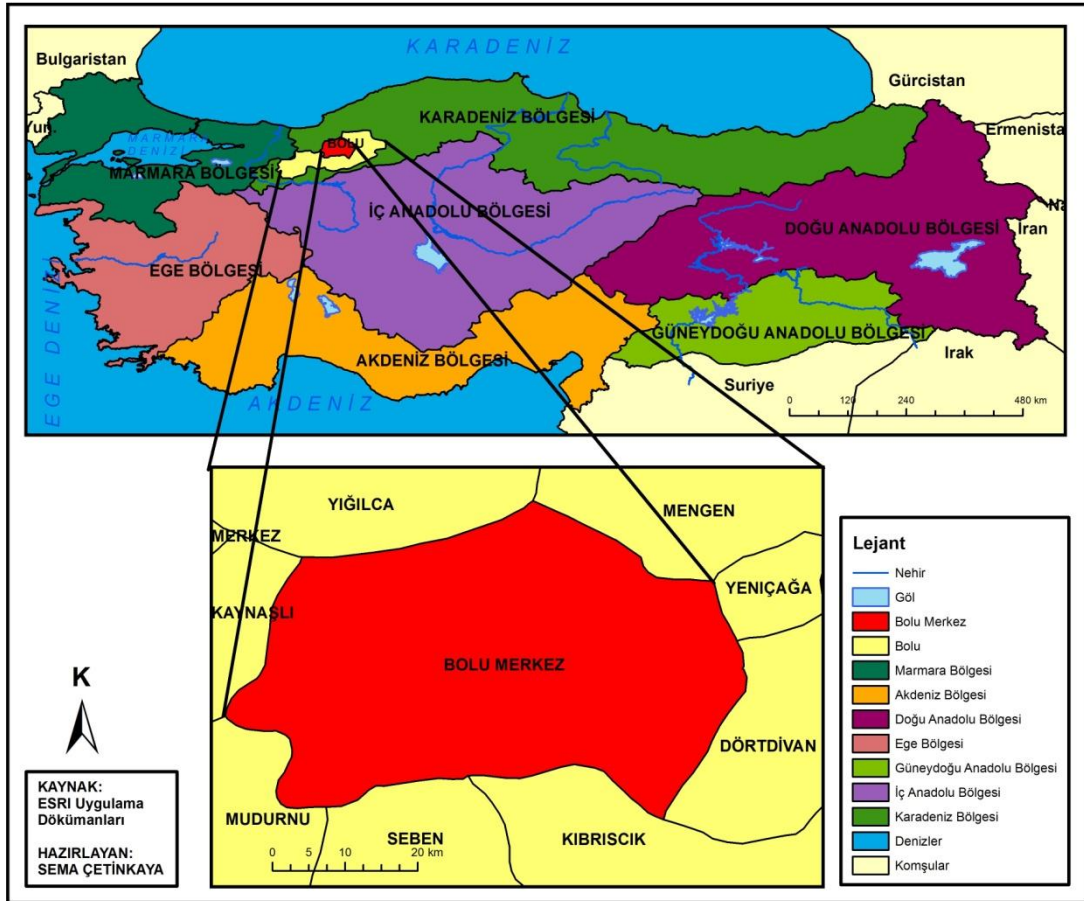 KARADENİZ
Bulgaristan
Gürcistan
Yun.
KARADENİZ BÖLGESİ
Ermenista
MARMARA
DENİZİ
BOLU
MARMARA BÖLGESİ
Na
İÇ ANADOLU BÖLGESİ
DOĞU ANADOLU BÖLGESİ
İran
EGE BÖLGESİ
EGE DENİZ
GÜNEYDOĞU ANADOLU BÖLGESİ
AKDENİZ BÖLGESİ
Irak
Suriye
AKDENİZ
0 120 240 480 km
YIĞILCA
MENGEN
MERKEZ
YENİÇAĞA
KAYNAŞLI
BOLU MERKEZ
DÖRTDİVAN
MUDURNU
SEBEN
KIBRISCIK
0 5 10 20 km
K
KAYNAK:
ESRI Uygulama
Dökümanları
HAZIRLAYAN:
SEMA ÇETİNKAYA
Lejant
Nehir
Göl
Bolu Merkez
Bolu
Marmara Bölgesi
Akdeniz Bölgesi
Doğu Anadolu Bölgesi
Ege Bölgesi
Güneydoğu Anadolu Bölgesi
İç Anadolu Bölgesi
Karadeniz Bölgesi
Denizler
Komşular